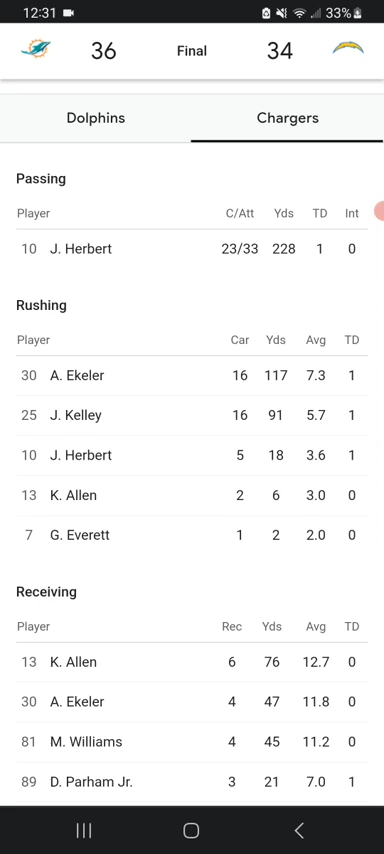 12:31 33%
36 Final 34
Dolphins Chargers
Passing
Player C/Att Yds TD Int
10 J. Herbert 23/33 228 1 0
Rushing
Player Car Yds Avg TD
30 A. Ekeler 16 117 7.3 1
25 J. Kelley 16 91 5.7 1
10 J. Herbert 5 18 3.6 1
13 K. Allen 2 6 3.0 0
7 G. Everett 1 2 2.0 0
Receiving
Player Rec Yds Avg TD
13 K. Allen 6 76 12.7 0
30 A. Ekeler 4 47 11.8 0
81 M. Williams 4 45 11.2 0
89 D. Parham Jr. 3 21 7.0 1